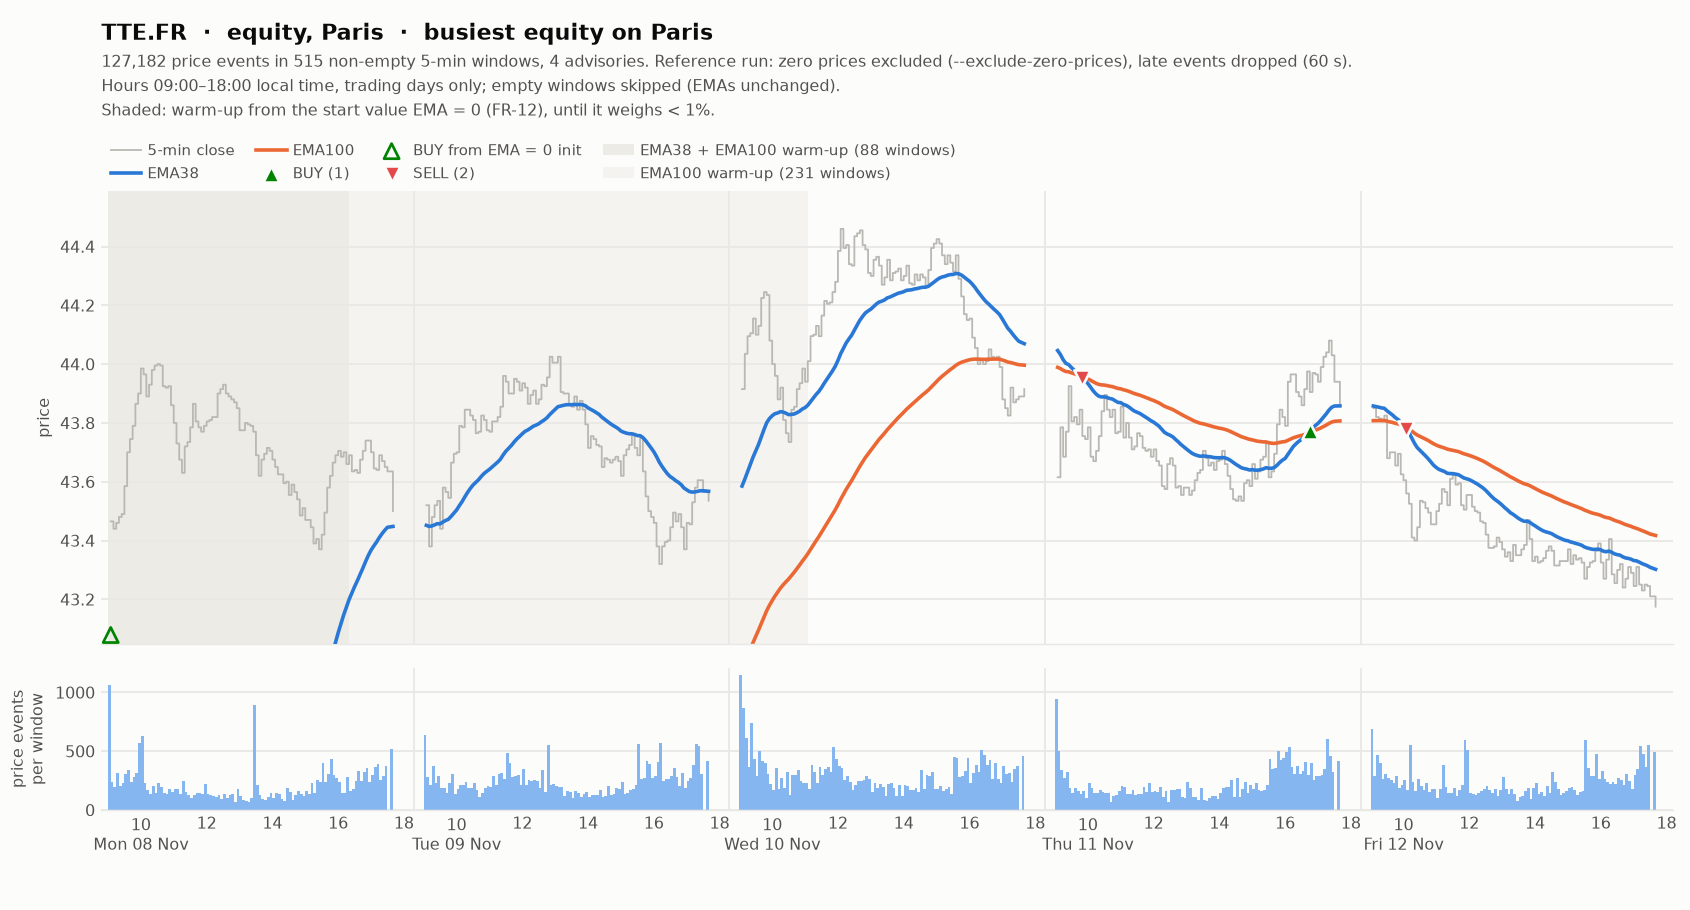 TTE.FR · equity, Paris · busiest equity on Paris
127,182 price events in 515 non-empty 5-min windows, 4 advisories. Reference run: zero prices excluded (--exclude-zero-prices), late events dropped (60 s).
Hours 09:00–18:00 local time, trading days only; empty windows skipped (EMAs unchanged).
Shaded: warm-up from the start value EMA = 0 (FR-12), until it weighs < 1%.
5-min close EMA100 BUY from EMA = 0 init EMA38 + EMA100 warm-up (88 windows)
EMA38 BUY (1) SELL (2) EMA100 warm-up (231 windows)
44.4
44.2
44.0
43.8
43.6
43.4
43.2
price
1000
500
0
price events
per window
10 12 14 16 18 10 12 14 16 18 10 12 14 16 18 10 12 14 16 18 10 12 14 16 18
Mon 08 Nov Tue 09 Nov Wed 10 Nov Thu 11 Nov Fri 12 Nov